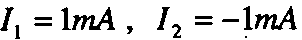 I₁ = 1mA , I₂ = −1mA